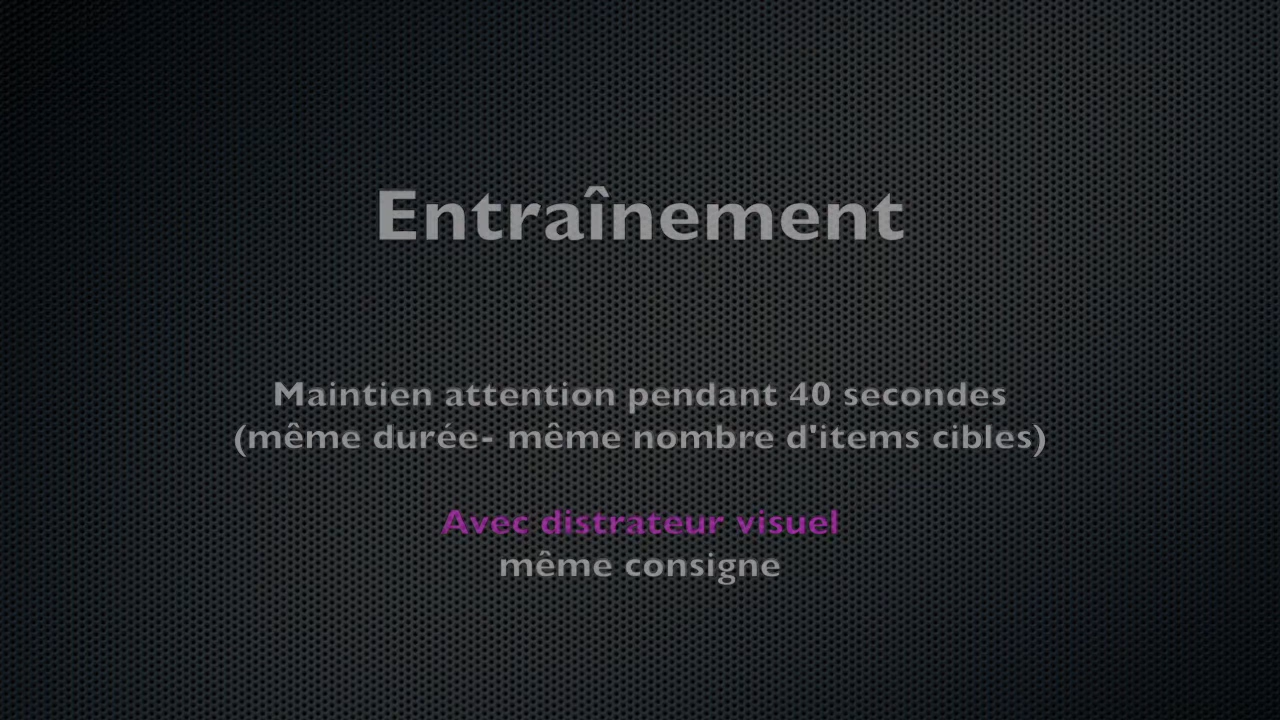 Entraînement
Maintien attention pendant 40 secondes
(même durée- même nombre d'items cibles)
Avec distrateur visuel
même consigne